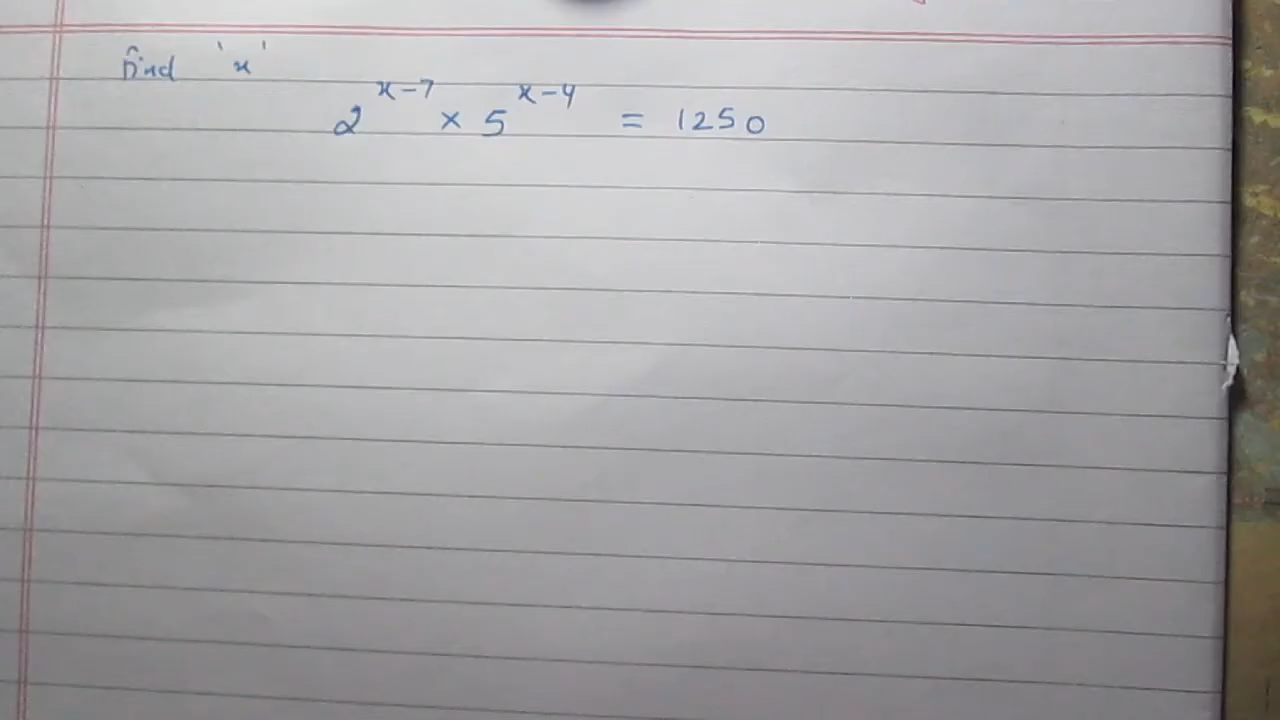 find 'x'
2^{x-7} × 5^{x-4} = 1250